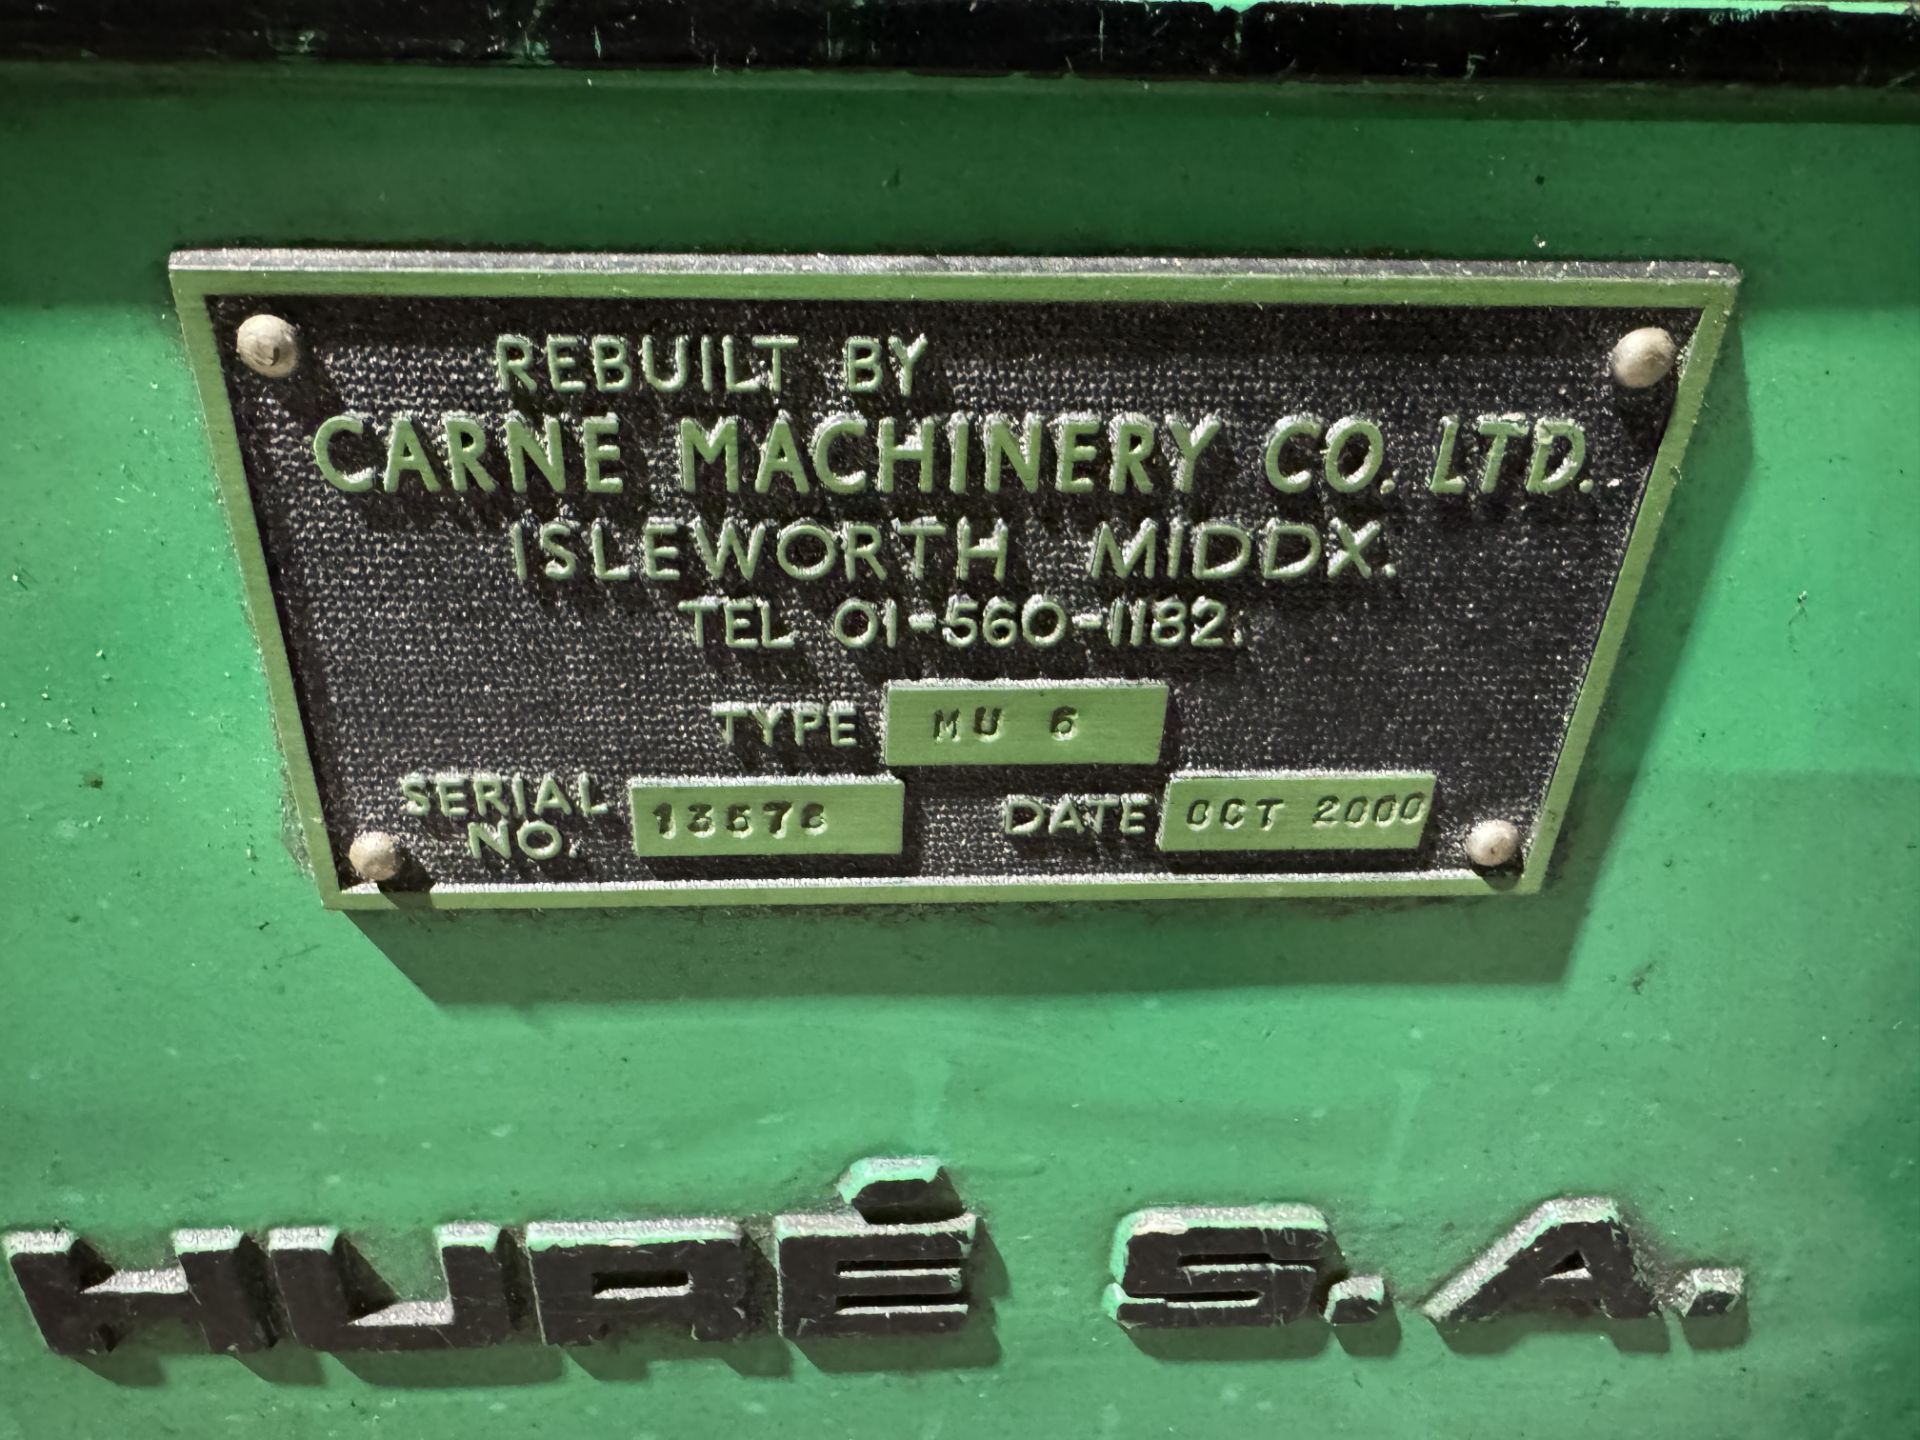 REBUILT BY
CARNE MACHINERY CO. LTD.
ISLEWORTH MIDDX.
TEL 01-560-1182.
TYPE MU 6
SERIAL NO.
DATE OCT 2000
HURÉ S.A.